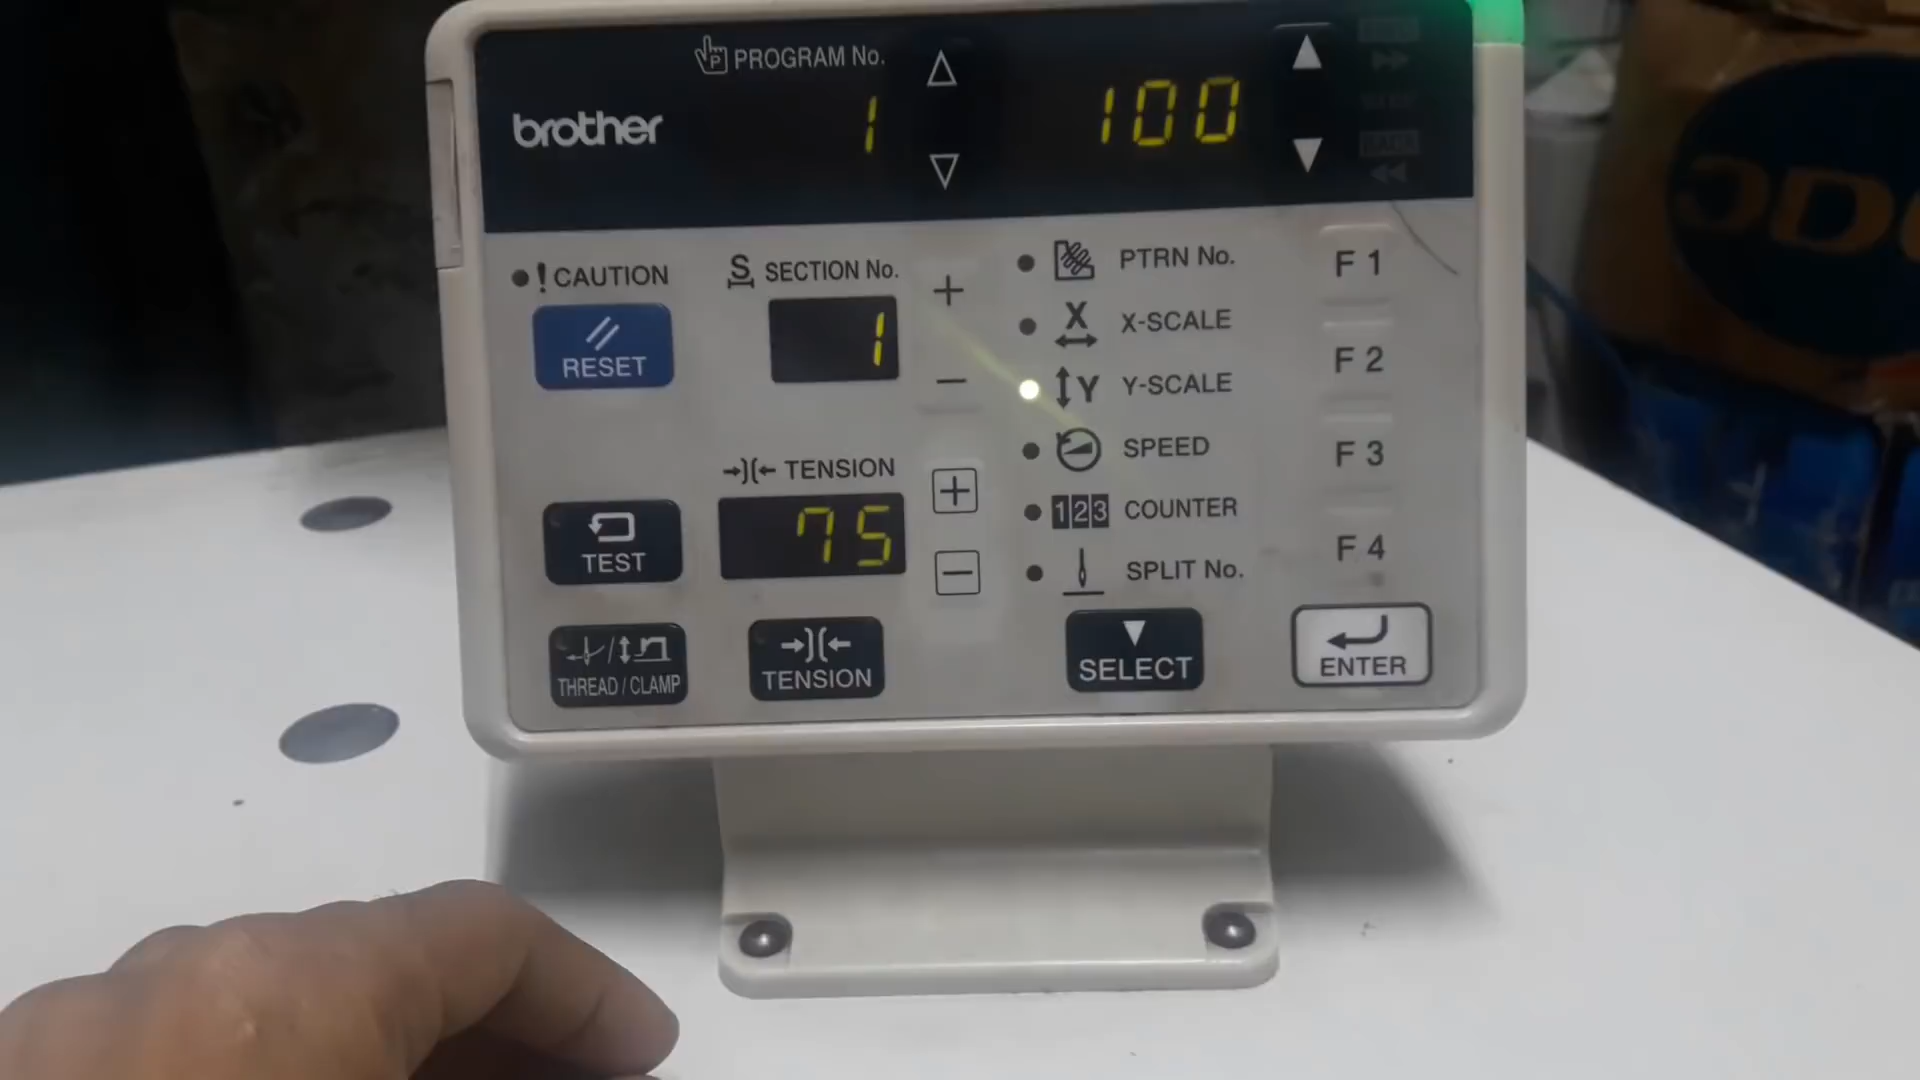 PROGRAM No.
P
brother
1
100
BACK
! CAUTION
RESET
S SECTION No.
1
+
-
PTRN No.
X X-SCALE
Y Y-SCALE
SPEED
123 COUNTER
SPLIT No.
F 1
F 2
F 3
F 4
TENSION
75
+
-
TEST
THREAD / CLAMP
TENSION
SELECT
ENTER